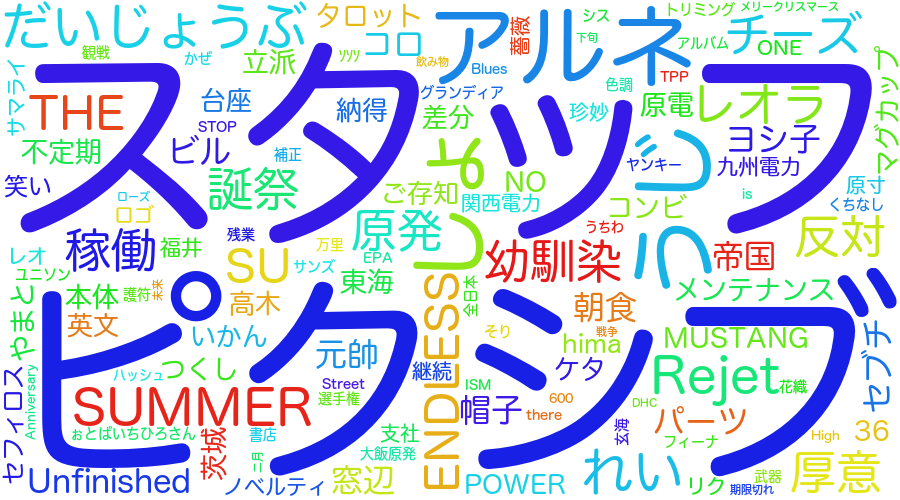 だいじょうぶ
観戦
かぜ
立派
ソソソ
タロット
コロ
飲み物
アルネ
Blues
薔薇
シス
下旬
トリミング
メリークリスマース
アルバム
チーズ
ONE
サマライ
THE
不定期
笑い
スタッフ
台座
STOP
ビル
補正
納得
グランディア
差分
珍妙
色調
TPP
原電
レオラ
ヨシ子
マグカップ
ヤンキー
九州電力
is
原寸
くちなし
誕祭
ご存知
NO
関西電力
コンビ
じょ
うちわ
ローズ
ロゴ
残業
稼働
福井
万里
原発
EPA
幼馴染
帝国
反対
レオ
ユニソン
SU
サンズ
東海
全日本
メンテナンス
本体
護符
未来
高木
やまと
英文
いかん
ENDLESS
そり
朝食
戦争
hima
MUSTANG
セフィロス
Anniversary
ハッシュ
つくし
元帥
継続
ケタ
セブチ
ピクミンブ
SUMMER
Street
選手権
ISM
600
帽子
there
DHC
Rejet
花織
ぉとぱいちひろさん
茨城
書店
支社
大飯原発
玄海
パーツ
フィーナ
High
36
Unfinished
ノベルティ
二月
窓辺
POWER
れい
リク
武器
期限切れ
厚意